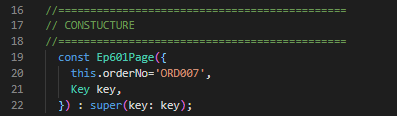 16 //=============================================
17 // CONSTUCTURE
18 //=============================================
19 const Ep601Page({
20 this.orderNo='ORD007',
21 Key key,
22 }) : super(key: key);